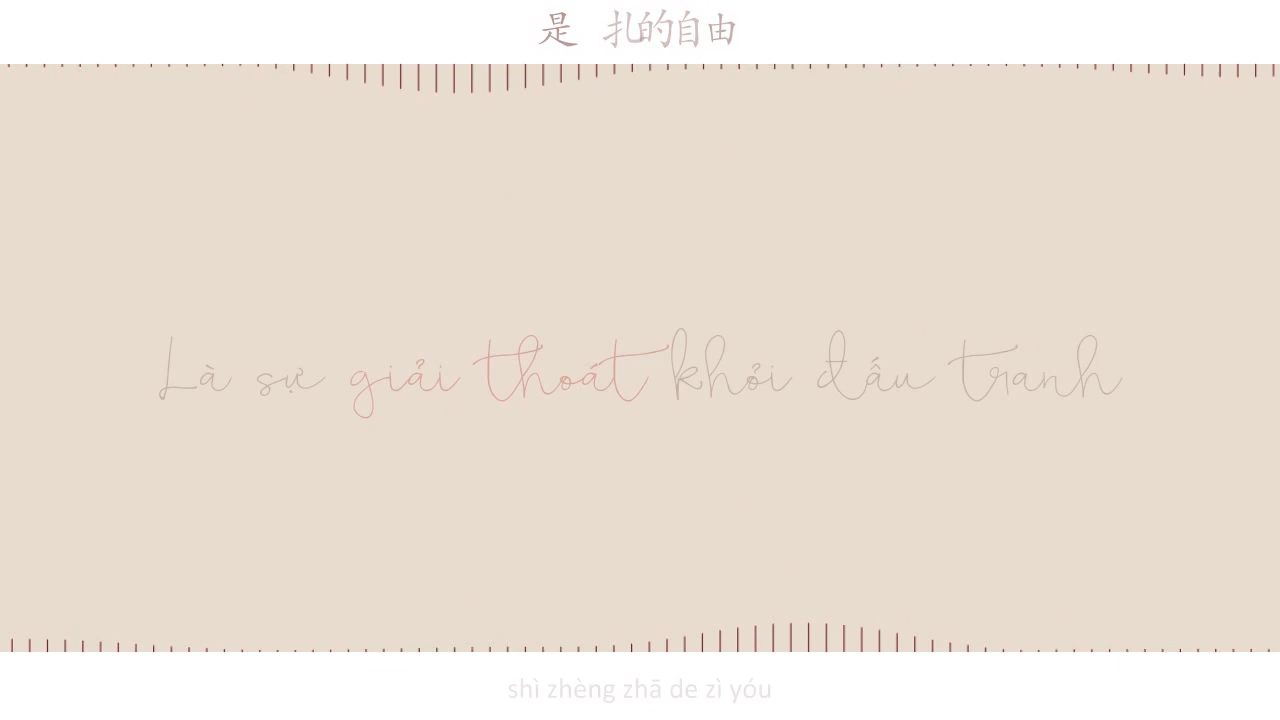 是 扎的自由
Là sự giải thoát khỏi đấu tranh
shì zhèng zhā de zì yóu